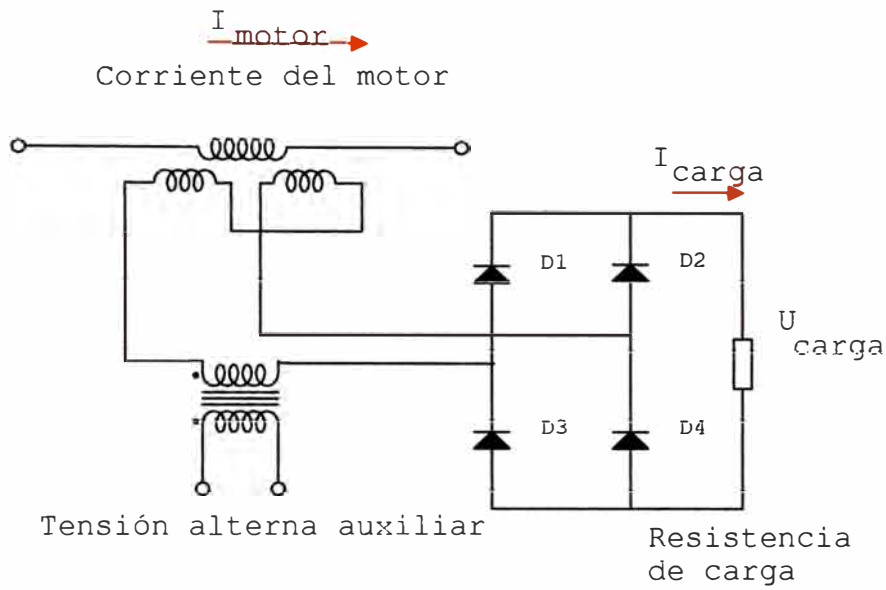 I motor
Corriente del motor
I carga
D1
D2
U carga
D3
D4
Tensión alterna auxiliar
Resistencia
de carga